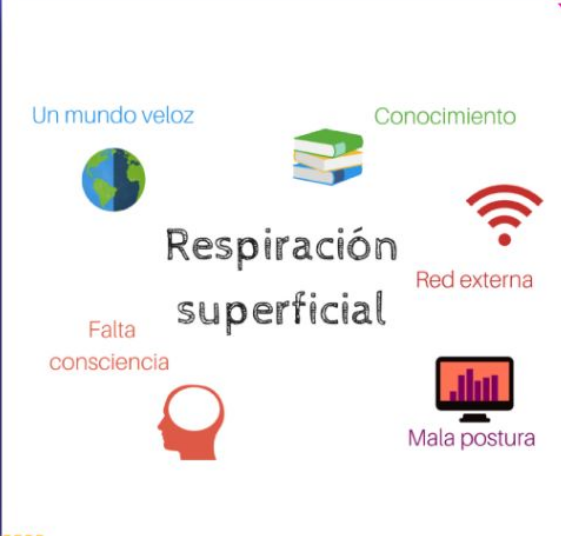 Un mundo veloz
Conocimiento
Respiración
superficial
Red externa
Falta
consciencia
Mala postura